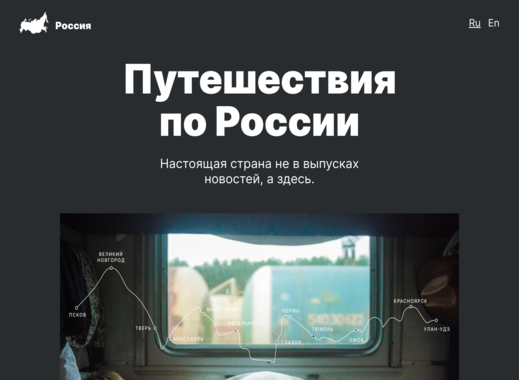 Россия
Ru En
Путешествия
по России
Настоящая страна не в выпусках
новостей, а здесь.
ВЕЛИКИЙ
НОВГОРОД
ПСКОВ
ТВЕРЬ
ЯРОСЛАВЛЬ
ПЕРМЬ
ТЮМЕНЬ
ОМСК
КРАСНОЯРСК
УЛАН-УДЭ